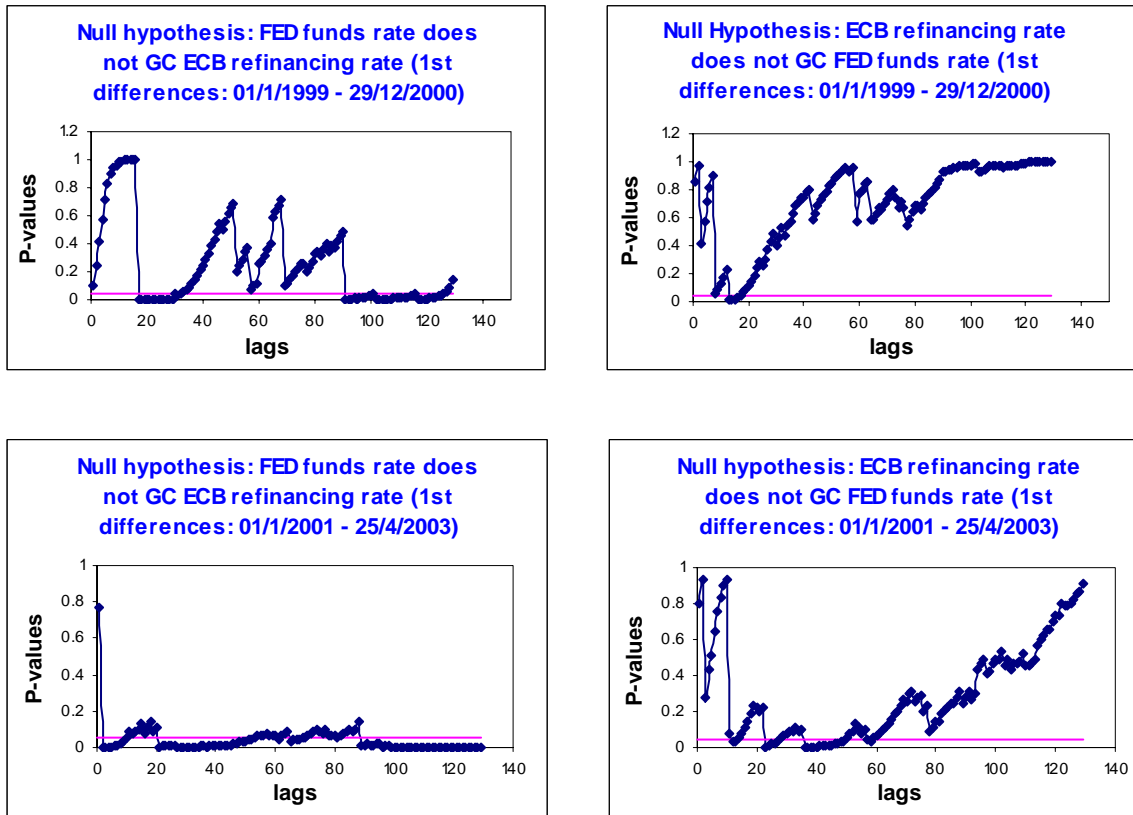 Null hypothesis: FED funds rate does
not GC ECB refinancing rate (1st
differences: 01/1/1999 - 29/12/2000)
P-values
1.2
1
0.8
0.6
0.4
0.2
0
0 20 40 60 80 100 120 140
lags
Null Hypothesis: ECB refinancing rate
does not GC FED funds rate (1st
differences: 01/1/1999 - 29/12/2000)
P-values
1.2
1
0.8
0.6
0.4
0.2
0
0 20 40 60 80 100 120 140
lags
Null hypothesis: FED funds rate does
not GC ECB refinancing rate (1st
differences: 01/1/2001 - 25/4/2003)
P-values
1
0.8
0.6
0.4
0.2
0
0 20 40 60 80 100 120 140
lags
Null hypothesis: ECB refinancing rate
does not GC FED funds rate (1st
differences: 01/1/2001 - 25/4/2003)
P-values
1
0.8
0.6
0.4
0.2
0
0 20 40 60 80 100 120 140
lags